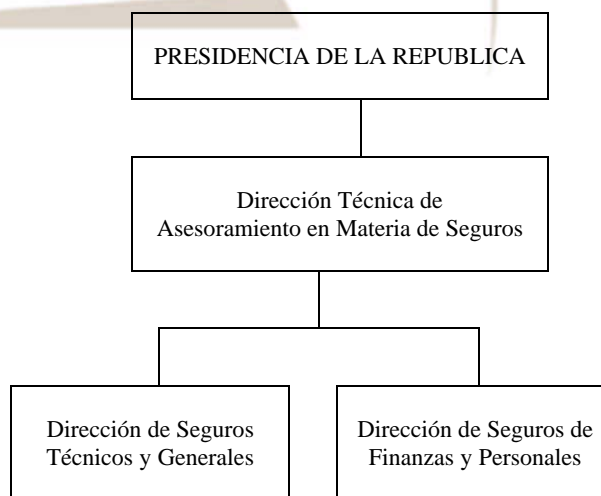 PRESIDENCIA DE LA REPUBLICA
Dirección Técnica de
Asesoramiento en Materia de Seguros
Dirección de Seguros
Técnicos y Generales
Dirección de Seguros de
Finanzas y Personales